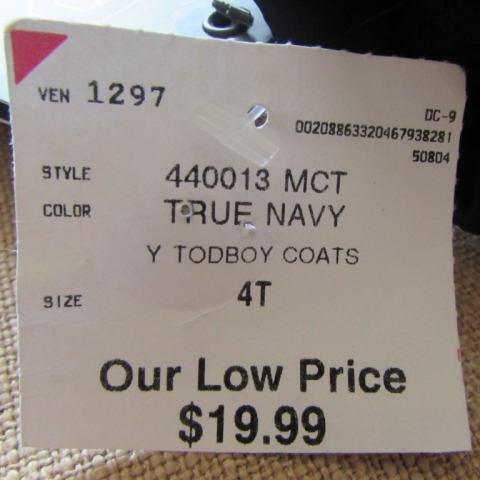 VEN 1297
DC-9
00208863320467938281
50804
STYLE 440013 MCT
COLOR TRUE NAVY
Y TODBOY COATS
SIZE 4T
Our Low Price
$19.99